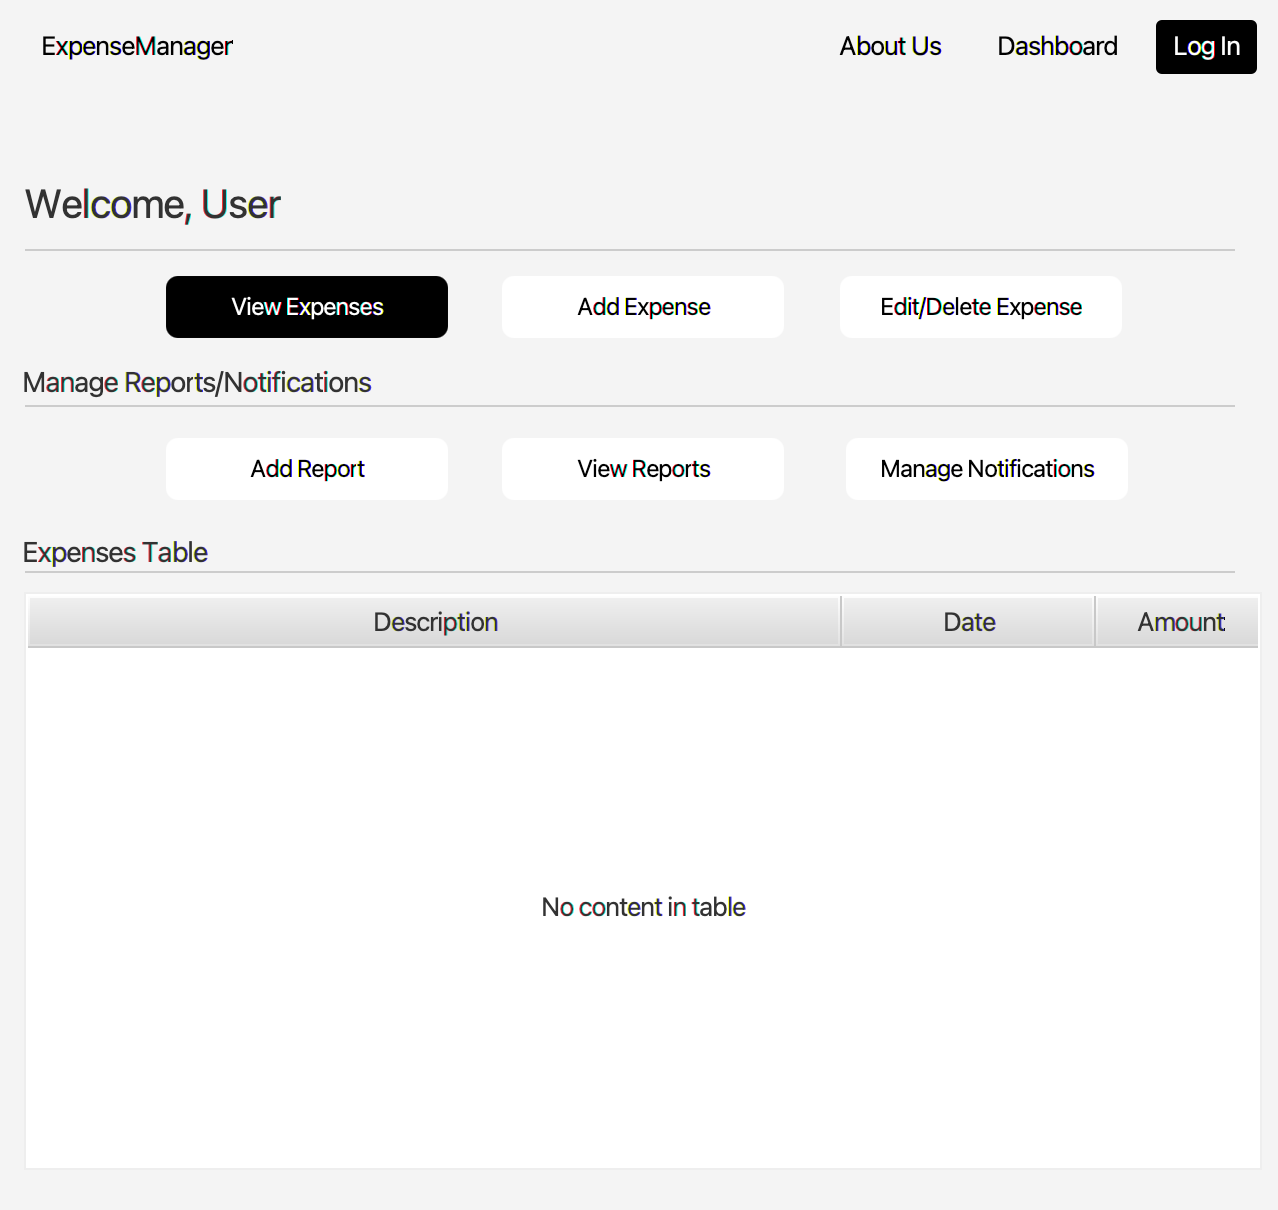 ExpenseManager About Us Dashboard Log In
Welcome, User
View Expenses Add Expense Edit/Delete Expense
Manage Reports/Notifications
Add Report View Reports Manage Notifications
Expenses Table
Description Date Amount
No content in table